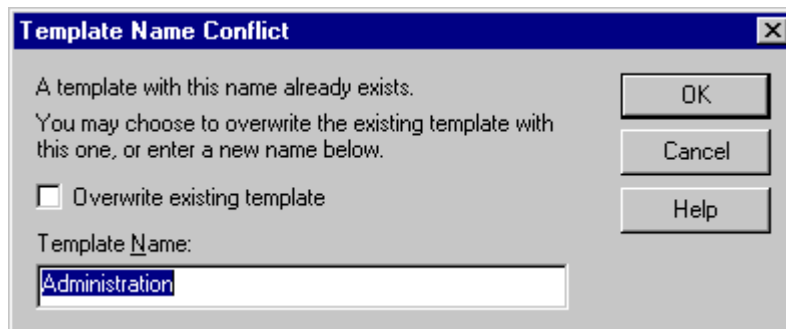 Template Name Conflict
A template with this name already exists.
You may choose to overwrite the existing template with
this one, or enter a new name below.
Overwrite existing template
Template Name:
Administration
OK
Cancel
Help